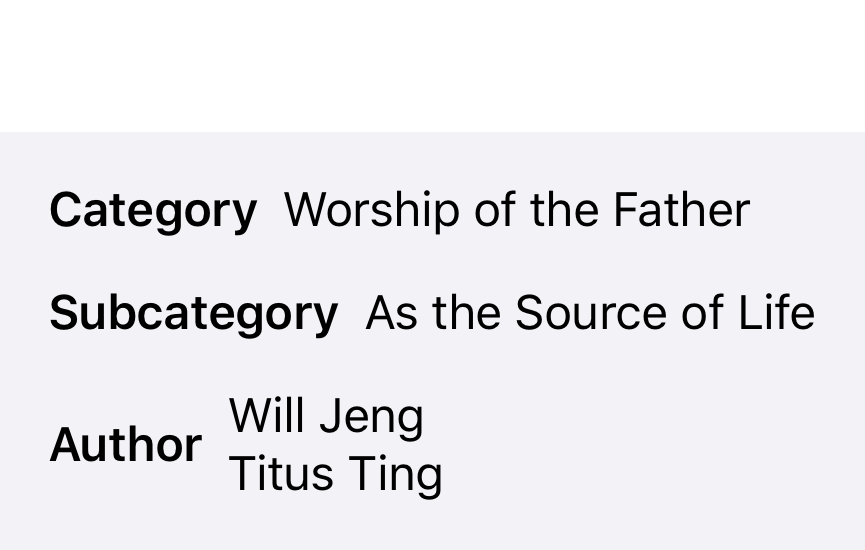 Category Worship of the Father
Subcategory As the Source of Life
Author Will Jeng
Titus Ting